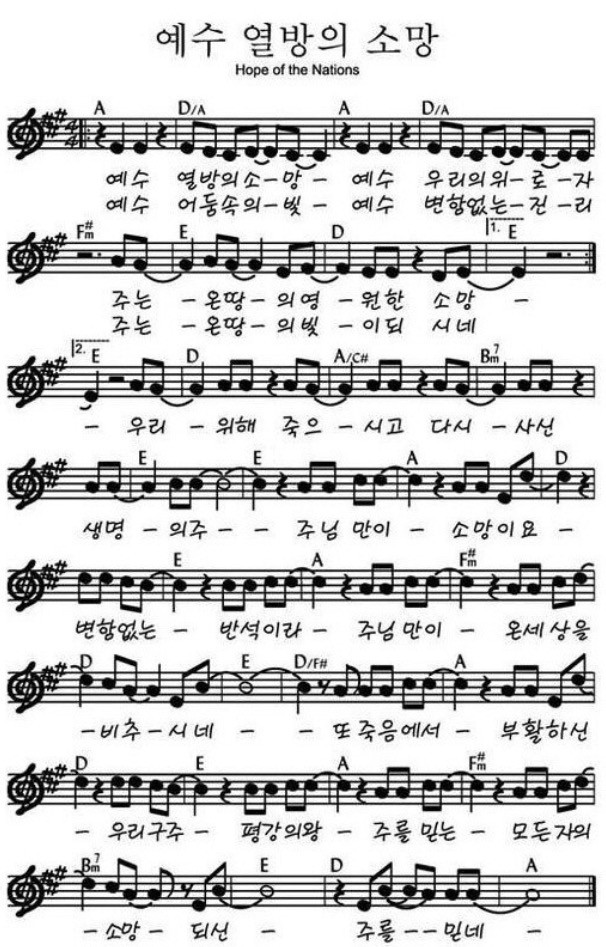 예수 열방의 소망
Hope of the Nations
A D/A A D/A
예수 열방의소-망- 예수 우리의위-로-자
예수 어둠속의-빛- 예수 변함없는-진-리
F#m E D 1. E
주는 -온땅-의영-원한 소망 -
주는 -온땅-의빛-이되 시네
2. E D A/C# Bm7
- 우리 -위해 죽으-시고 다시-사신
E E A D
생명 -의주- - 주님 만이 - 소망이요 -
E A F#m
변함없는 - 반석이라- 주님만이 - 온세상을
D E D/F# A
-비추-시네- - 또죽음에서- 부활하신
D E A F#m
- 우리구주 - 평강의왕 - 주를 믿는- 모든자의
Bm7 E D A
-소망- 되신 - 주를--믿네 -